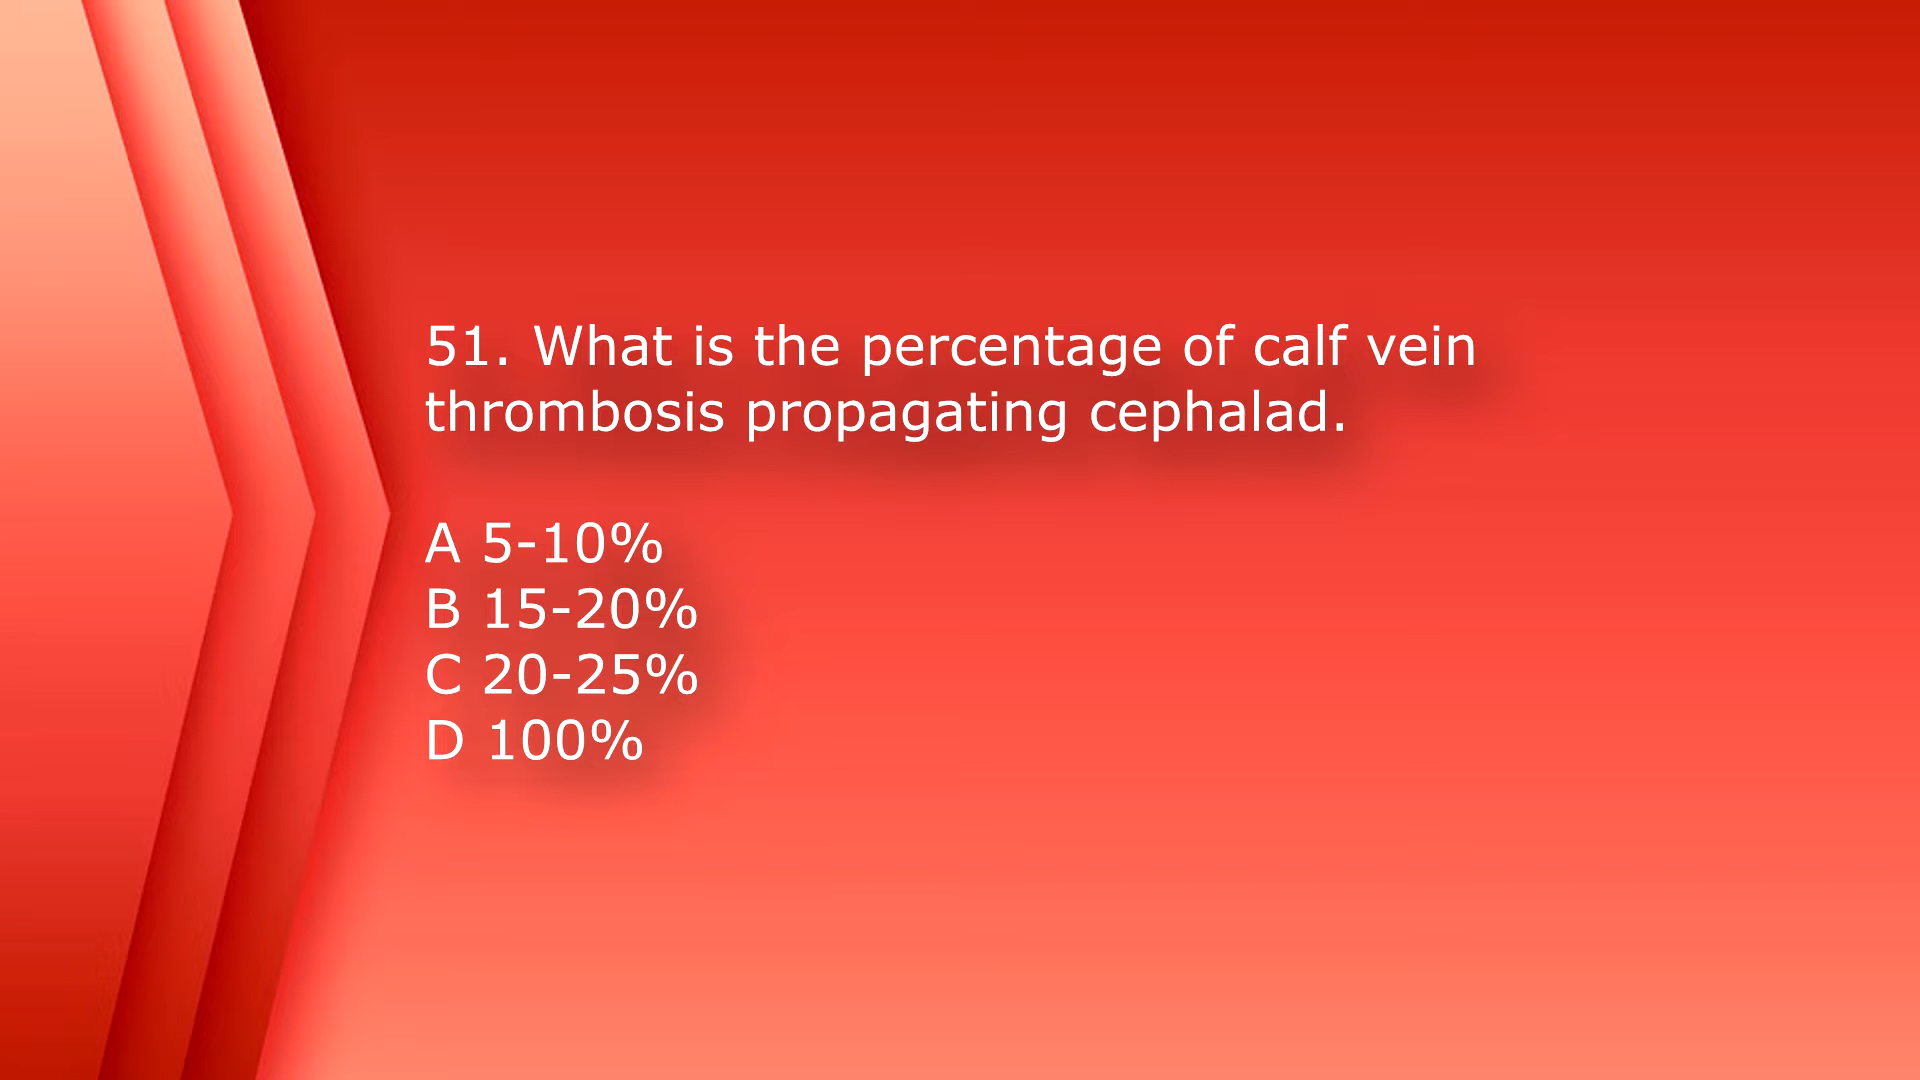 51. What is the percentage of calf vein
thrombosis propagating cephalad.
A 5-10%
B 15-20%
C 20-25%
D 100%